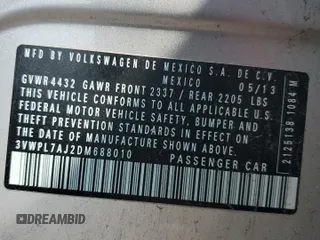 MFD BY VOLKSWAGEN DE MEXICO S.A. DE C.V.
MEXICO 05/13
GVWR4432 GAWR FRONT 2337 / REAR 2205 LBS
THIS VEHICLE CONFORMS TO ALL APPLICABLE U.S.
FEDERAL MOTOR VEHICLE SAFETY, BUMPER AND THEFT
PREVENTION STANDARDS IN EFFECT ON THE DATE OF
MANUFACTURE SHOWN ABOVE.
3VWPL7AJ2DM688010
PASSENGER CAR
2125138 1084 M
DREAMBID